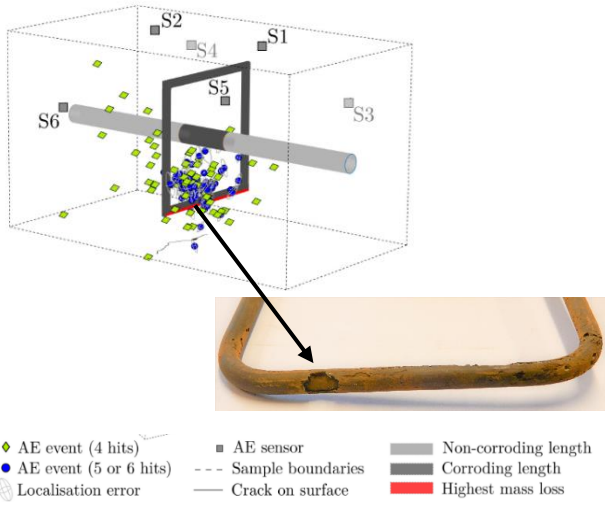 S2
S1
S4
S5
S3
S6
AE event (4 hits)
AE event (5 or 6 hits)
Localisation error
AE sensor
Sample boundaries
Crack on surface
Non-corroding length
Corroding length
Highest mass loss